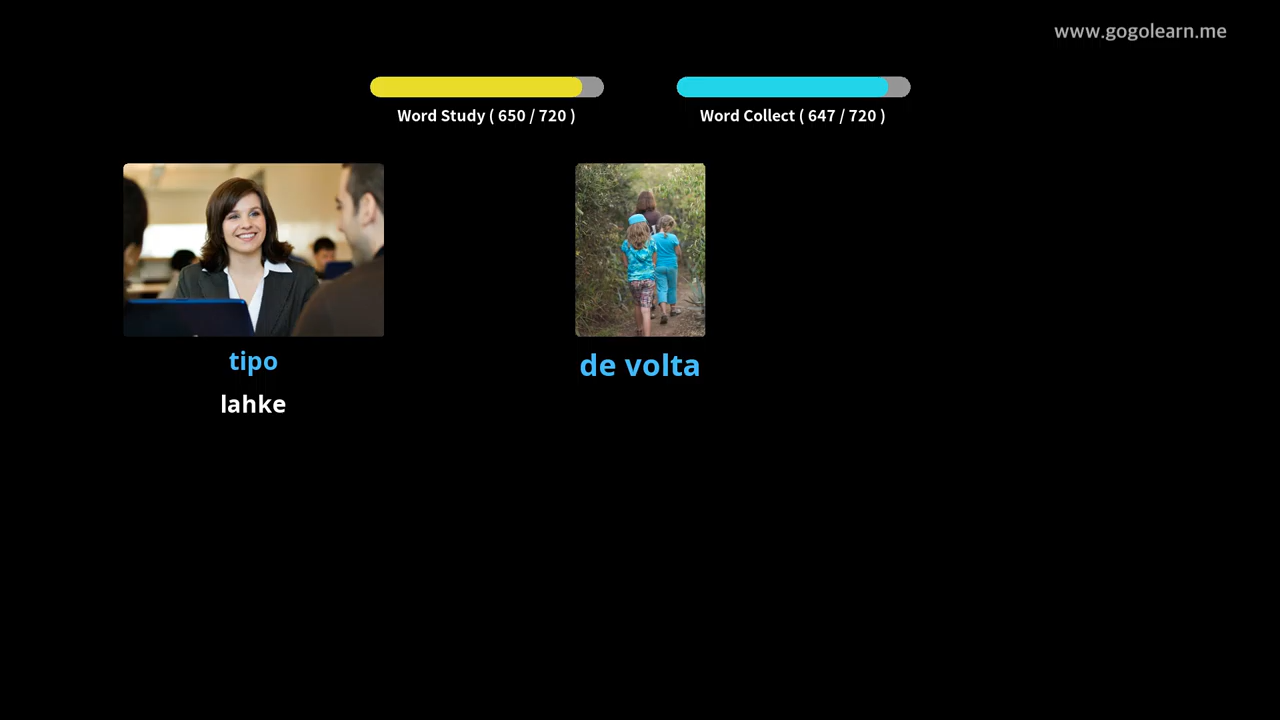 www.gogolearn.me
Word Study ( 650 / 720 )
Word Collect ( 647 / 720 )
tipo
lahke
de volta